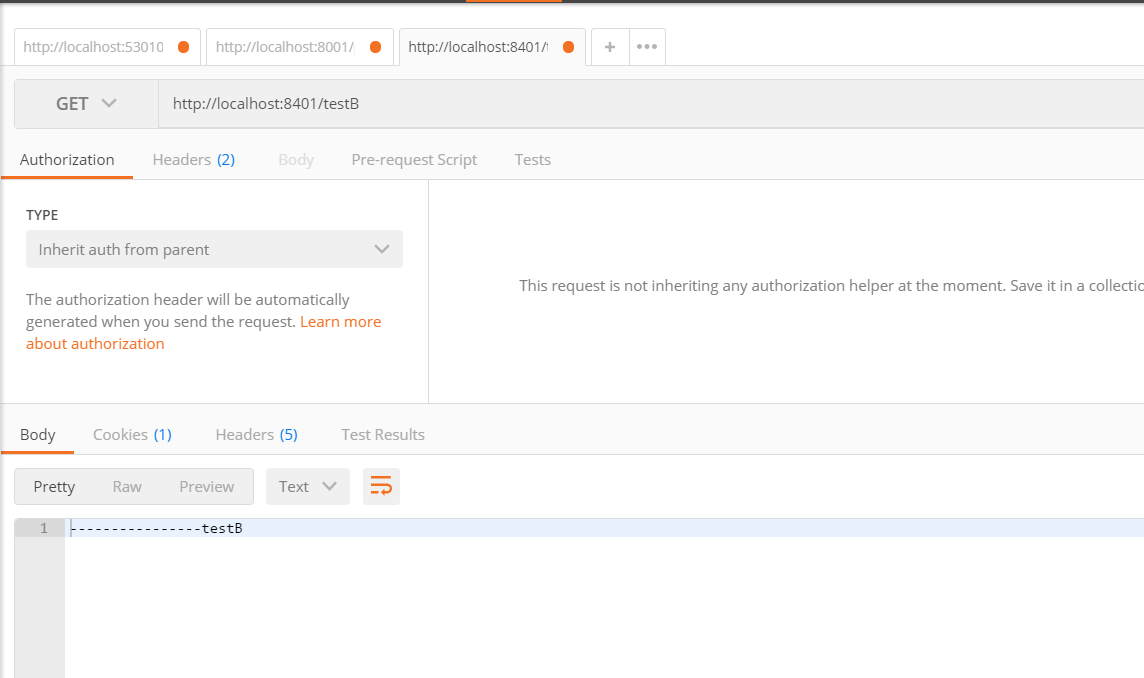 http://localhost:53010
http://localhost:8001/
http://localhost:8401/t
GET http://localhost:8401/testB
Authorization Headers (2) Body Pre-request Script Tests
TYPE
Inherit auth from parent
The authorization header will be automatically
generated when you send the request. Learn more
about authorization
This request is not inheriting any authorization helper at the moment. Save it in a collectio
Body Cookies (1) Headers (5) Test Results
Pretty Raw Preview Text
1 ----------------testB